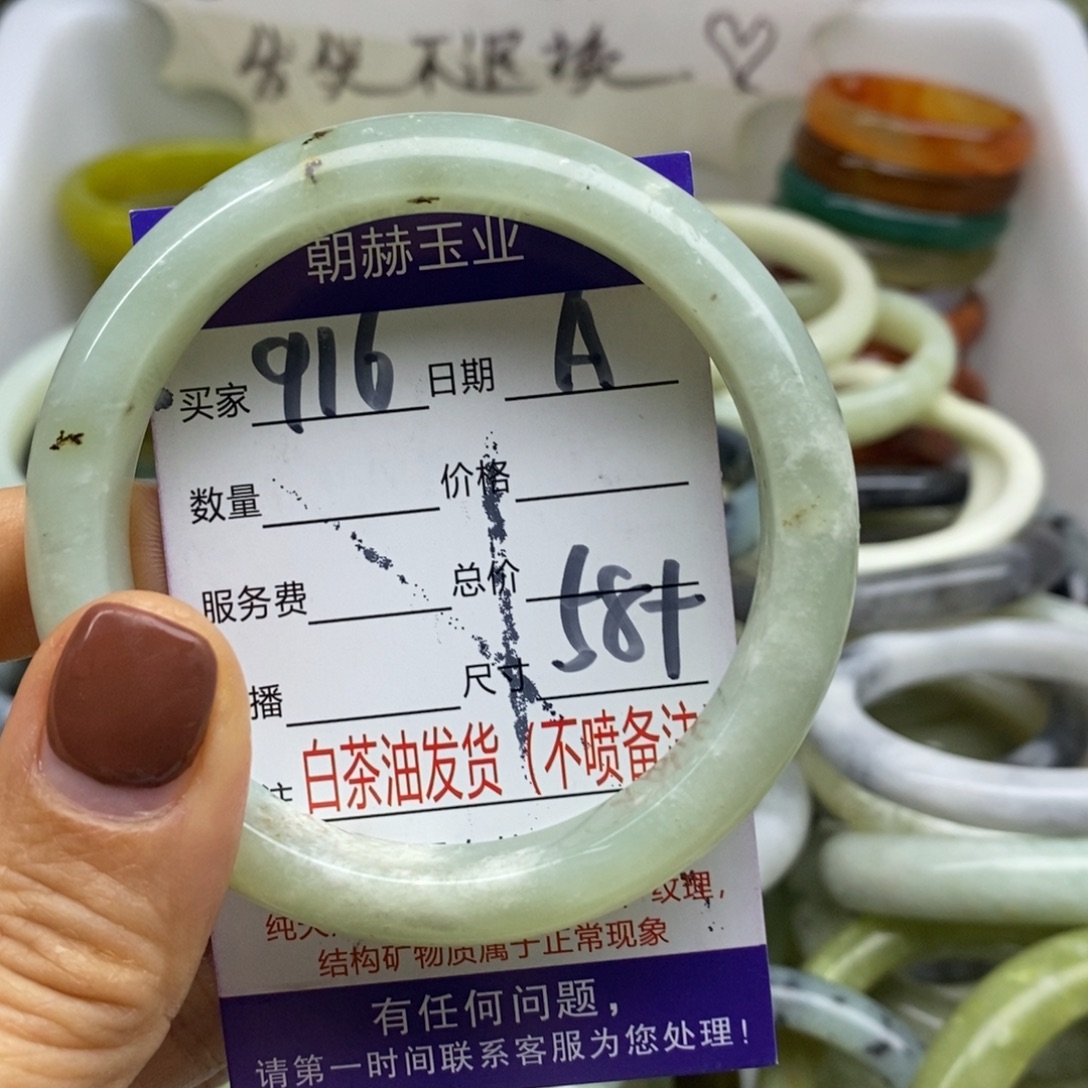 不退换
朝赫玉业
买家 916 日期 A
数量 价格
服务费 总价
播 尺寸 58+
白茶油发货（不喷备注
纹理，
结构矿物质属于正常现象
有任何问题，
请第一时间联系客服为您处理！